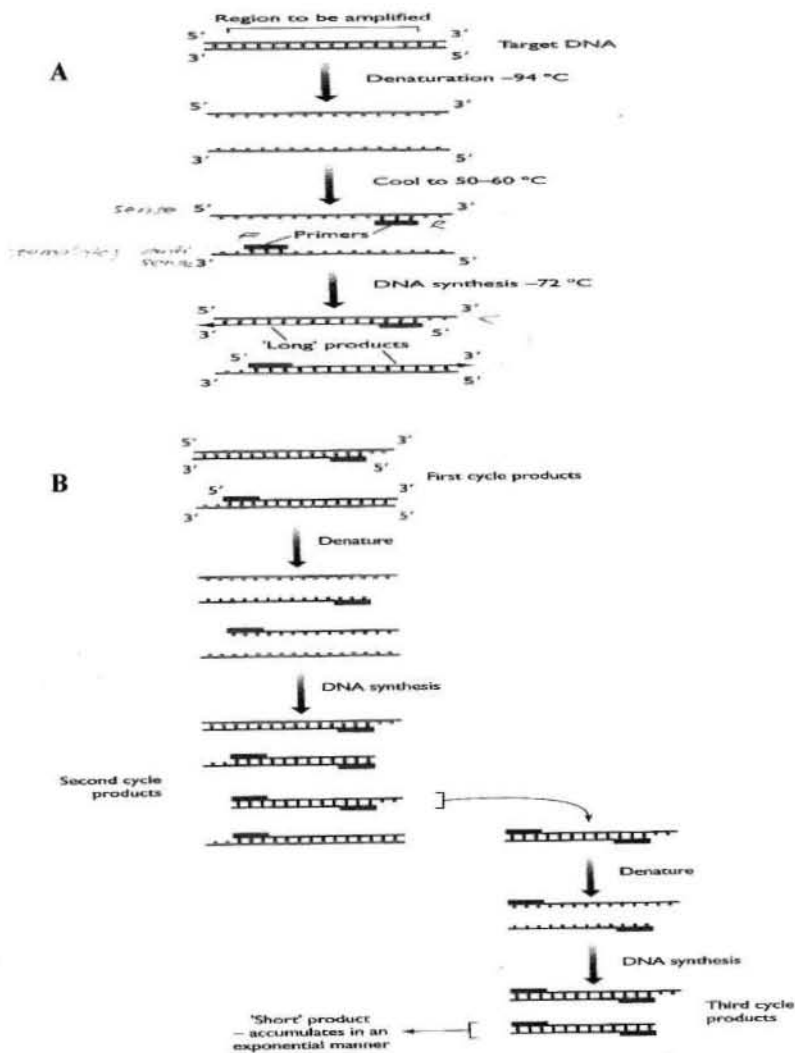 Region to be amplified
5′ 3′
Target DNA
3′ 5′
A
Denaturation –94 °C
5′ 3′
3′ 5′
Cool to 50–60 °C
sense 5′ 3′
F Primers R
anti
sense 3′ 5′
DNA synthesis –72 °C
5′ 3′
3′ 5′
'Long' products
5′ 3′
3′ 5′
B
5′ 3′
3′ 5′
First cycle products
5′ 3′
3′ 5′
Denature
DNA synthesis
Second cycle
products
Denature
DNA synthesis
Third cycle
products
'Short' product
– accumulates in an
exponential manner